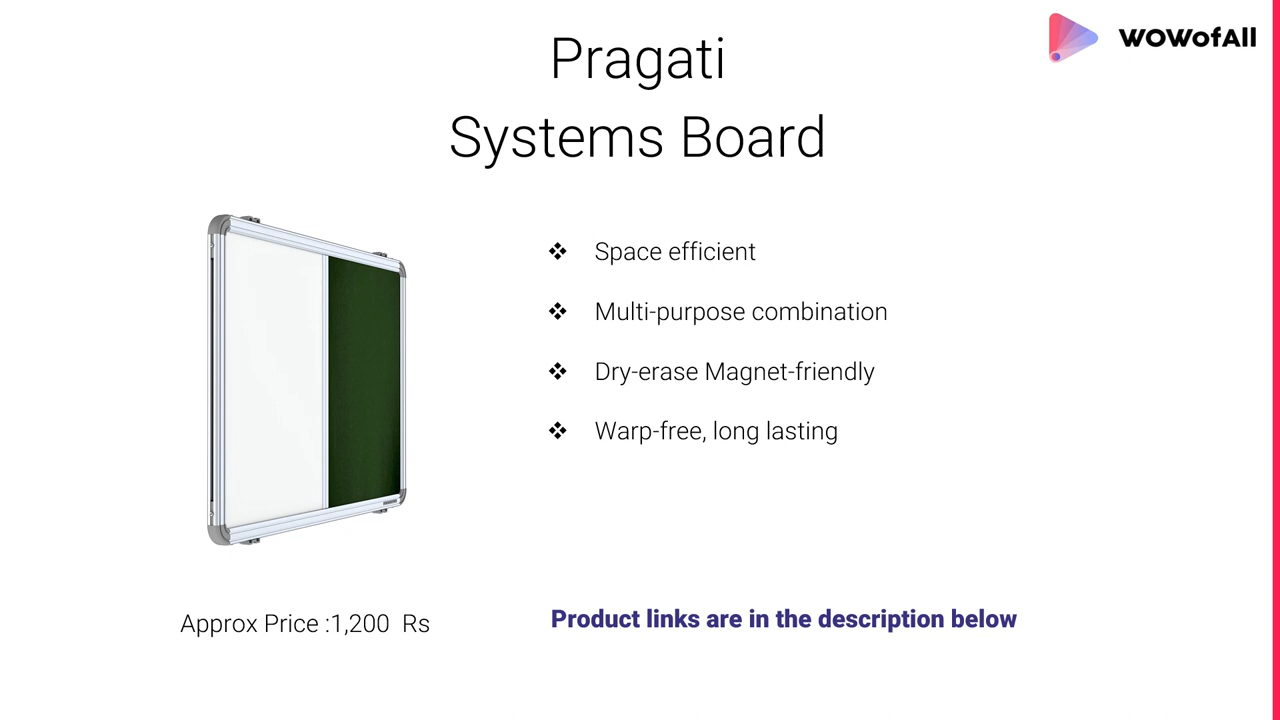 WOWofAll
Pragati
Systems Board
❖ Space efficient
❖ Multi-purpose combination
❖ Dry-erase Magnet-friendly
❖ Warp-free, long lasting
Approx Price :1,200 Rs
Product links are in the description below